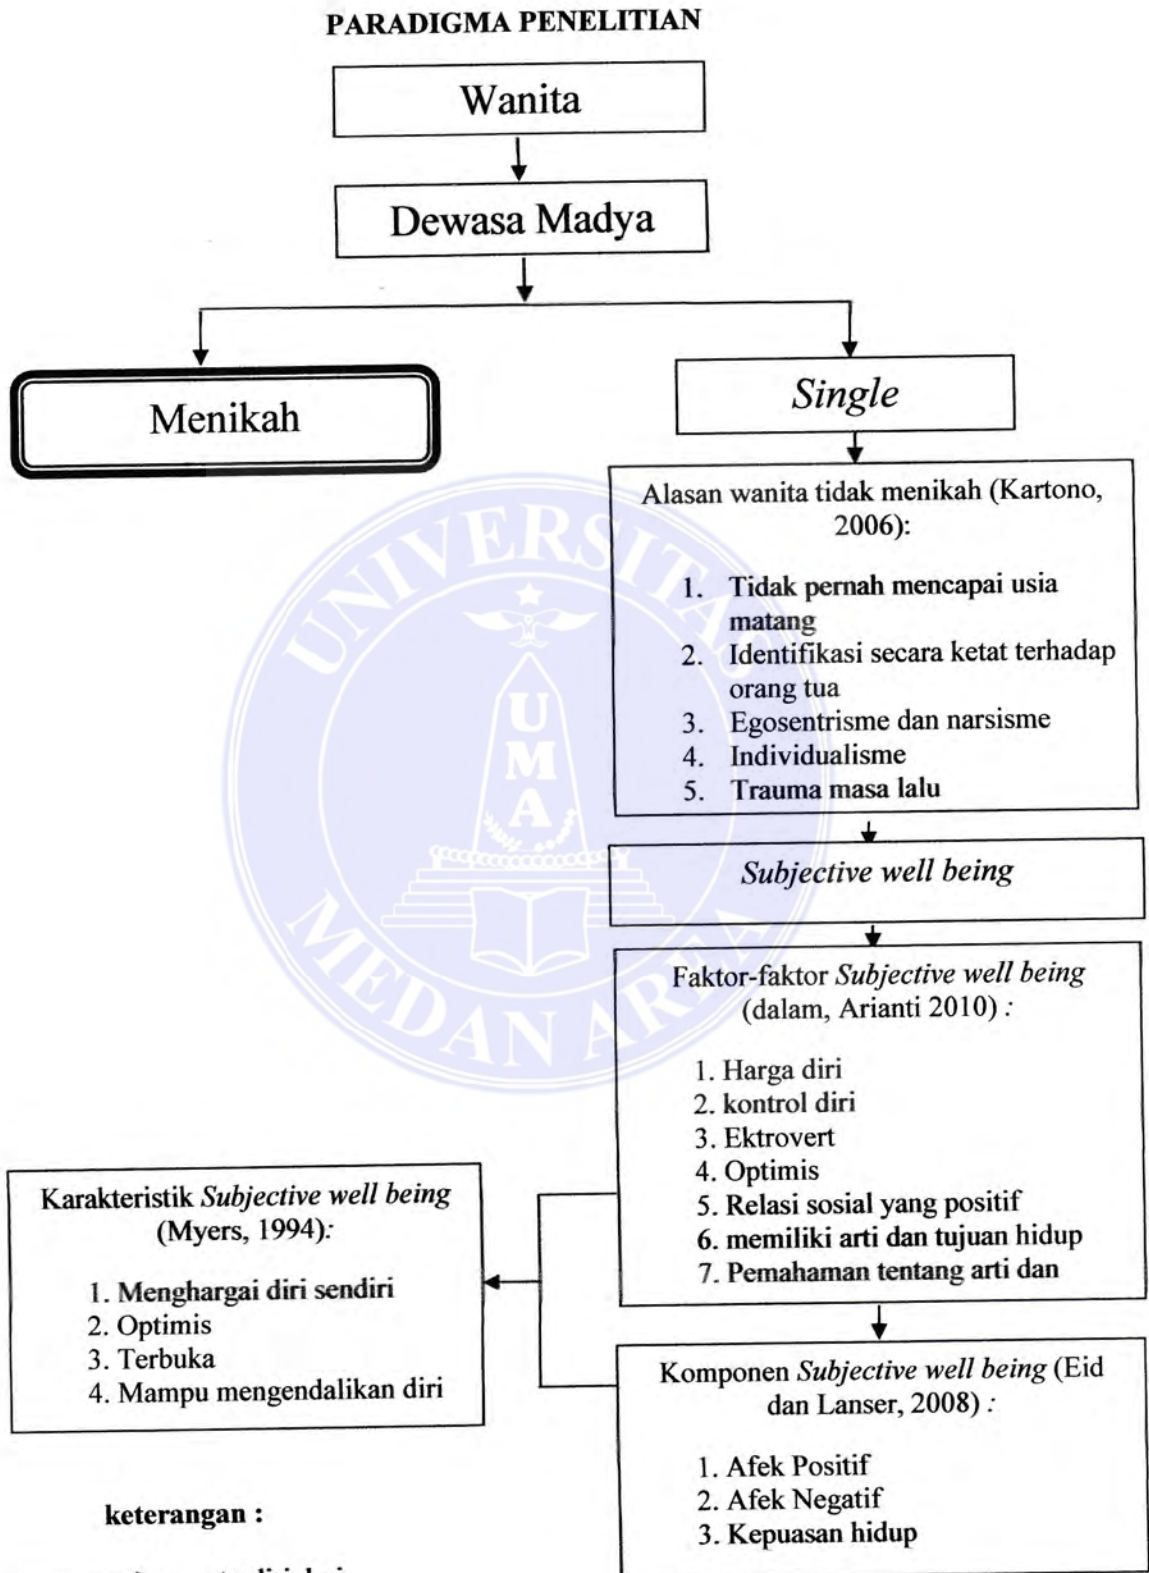 PARADIGMA PENELITIAN
Wanita
Dewasa Madya
Menikah
Single
Alasan wanita tidak menikah (Kartono,
2006):
1. Tidak pernah mencapai usia
matang
2. Identifikasi secara ketat terhadap
orang tua
3. Egosentrisme dan narsisme
4. Individualisme
5. Trauma masa lalu
Subjective well being
Faktor-faktor Subjective well being
(dalam, Arianti 2010) :
1. Harga diri
2. kontrol diri
3. Ektrovert
4. Optimis
5. Relasi sosial yang positif
6. memiliki arti dan tujuan hidup
7. Pemahaman tentang arti dan
Karakteristik Subjective well being
(Myers, 1994):
1. Menghargai diri sendiri
2. Optimis
3. Terbuka
4. Mampu mengendalikan diri
Komponen Subjective well being (Eid
dan Lanser, 2008) :
1. Afek Positif
2. Afek Negatif
3. Kepuasan hidup
keterangan :
UNIVERSITAS
MEDAN AREA
UMA